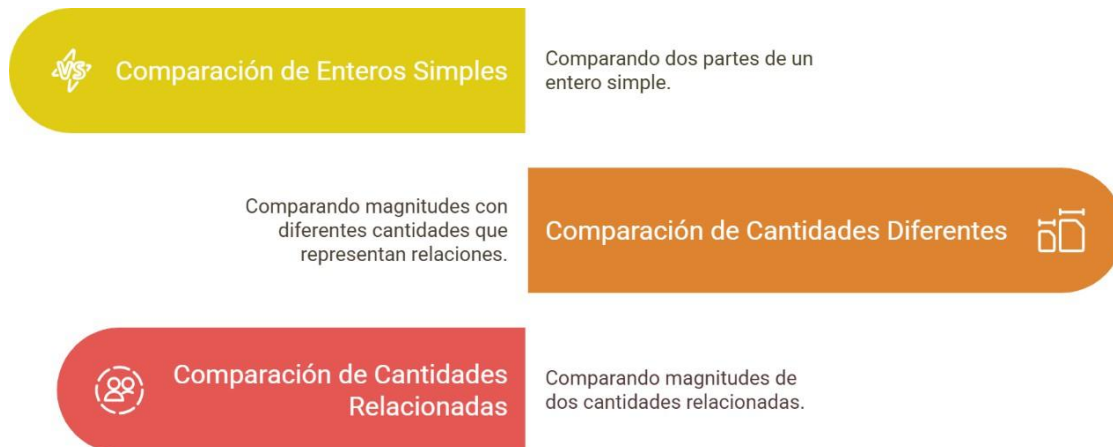 VS
Comparación de Enteros Simples
Comparando dos partes de un
entero simple.
Comparando magnitudes con
diferentes cantidades que
representan relaciones.
Comparación de Cantidades Diferentes
Comparación de Cantidades
Relacionadas
Comparando magnitudes de
dos cantidades relacionadas.